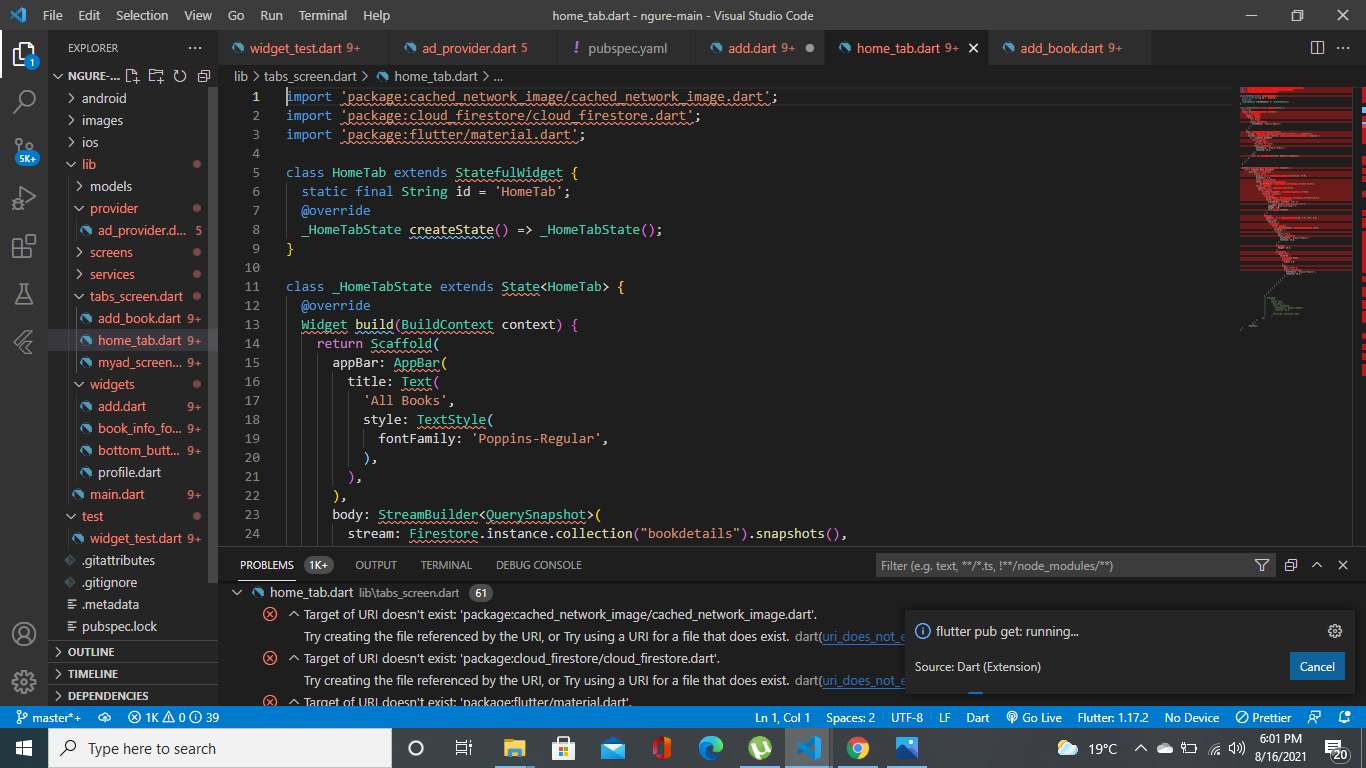 File Edit Selection View Go Run Terminal Help home_tab.dart - ngure-main - Visual Studio Code
EXPLORER ···
widget_test.dart 9+ ad_provider.dart 5 ! pubspec.yaml add.dart 9+ home_tab.dart 9+ add_book.dart 9+
NGURE-...
lib > tabs_screen.dart > home_tab.dart > ...
1
android
images
ios
5K+
lib
models
provider
ad_provider.d... 5
screens
services
tabs_screen.dart
add_book.dart 9+
home_tab.dart 9+
myad_screen... 9+
widgets
add.dart 9+
book_info_fo... 9+
bottom_butt... 9+
profile.dart
main.dart 9+
test
widget_test.dart 9+
.gitattributes
.gitignore
.metadata
pubspec.lock
OUTLINE
TIMELINE
DEPENDENCIES
1 import 'package:cached_network_image/cached_network_image.dart';
2 import 'package:cloud_firestore/cloud_firestore.dart';
3 import 'package:flutter/material.dart';
4
5 class HomeTab extends StatefulWidget {
6 static final String id = 'HomeTab';
7 @override
8 _HomeTabState createState() => _HomeTabState();
9 }
10
11 class _HomeTabState extends State<HomeTab> {
12 @override
13 Widget build(BuildContext context) {
14 return Scaffold(
15 appBar: AppBar(
16 title: Text(
17 'All Books',
18 style: TextStyle(
19 fontFamily: 'Poppins-Regular',
20 ),
21 ),
22 ),
23 body: StreamBuilder<QuerySnapshot>(
24 stream: Firestore.instance.collection("bookdetails").snapshots(),
PROBLEMS 1K+ OUTPUT TERMINAL DEBUG CONSOLE Filter (e.g. text, **/*.ts, !**/node_modules/**)
home_tab.dart lib\tabs_screen.dart 61
Target of URI doesn't exist: 'package:cached_network_image/cached_network_image.dart'.
Try creating the file referenced by the URI, or Try using a URI for a file that does exist. dart(uri_does_not_e
Target of URI doesn't exist: 'package:cloud_firestore/cloud_firestore.dart'.
Try creating the file referenced by the URI, or Try using a URI for a file that does exist. dart(uri_does_not_e
Target of URI doesn't exist: 'package:flutter/material.dart'.
flutter pub get: running...
Source: Dart (Extension)
Cancel
master*+ 1K 0 39 Ln 1, Col 1 Spaces: 2 UTF-8 LF Dart Go Live Flutter: 1.17.2 No Device Prettier
Type here to search
19°C
6:01 PM
8/16/2021
20